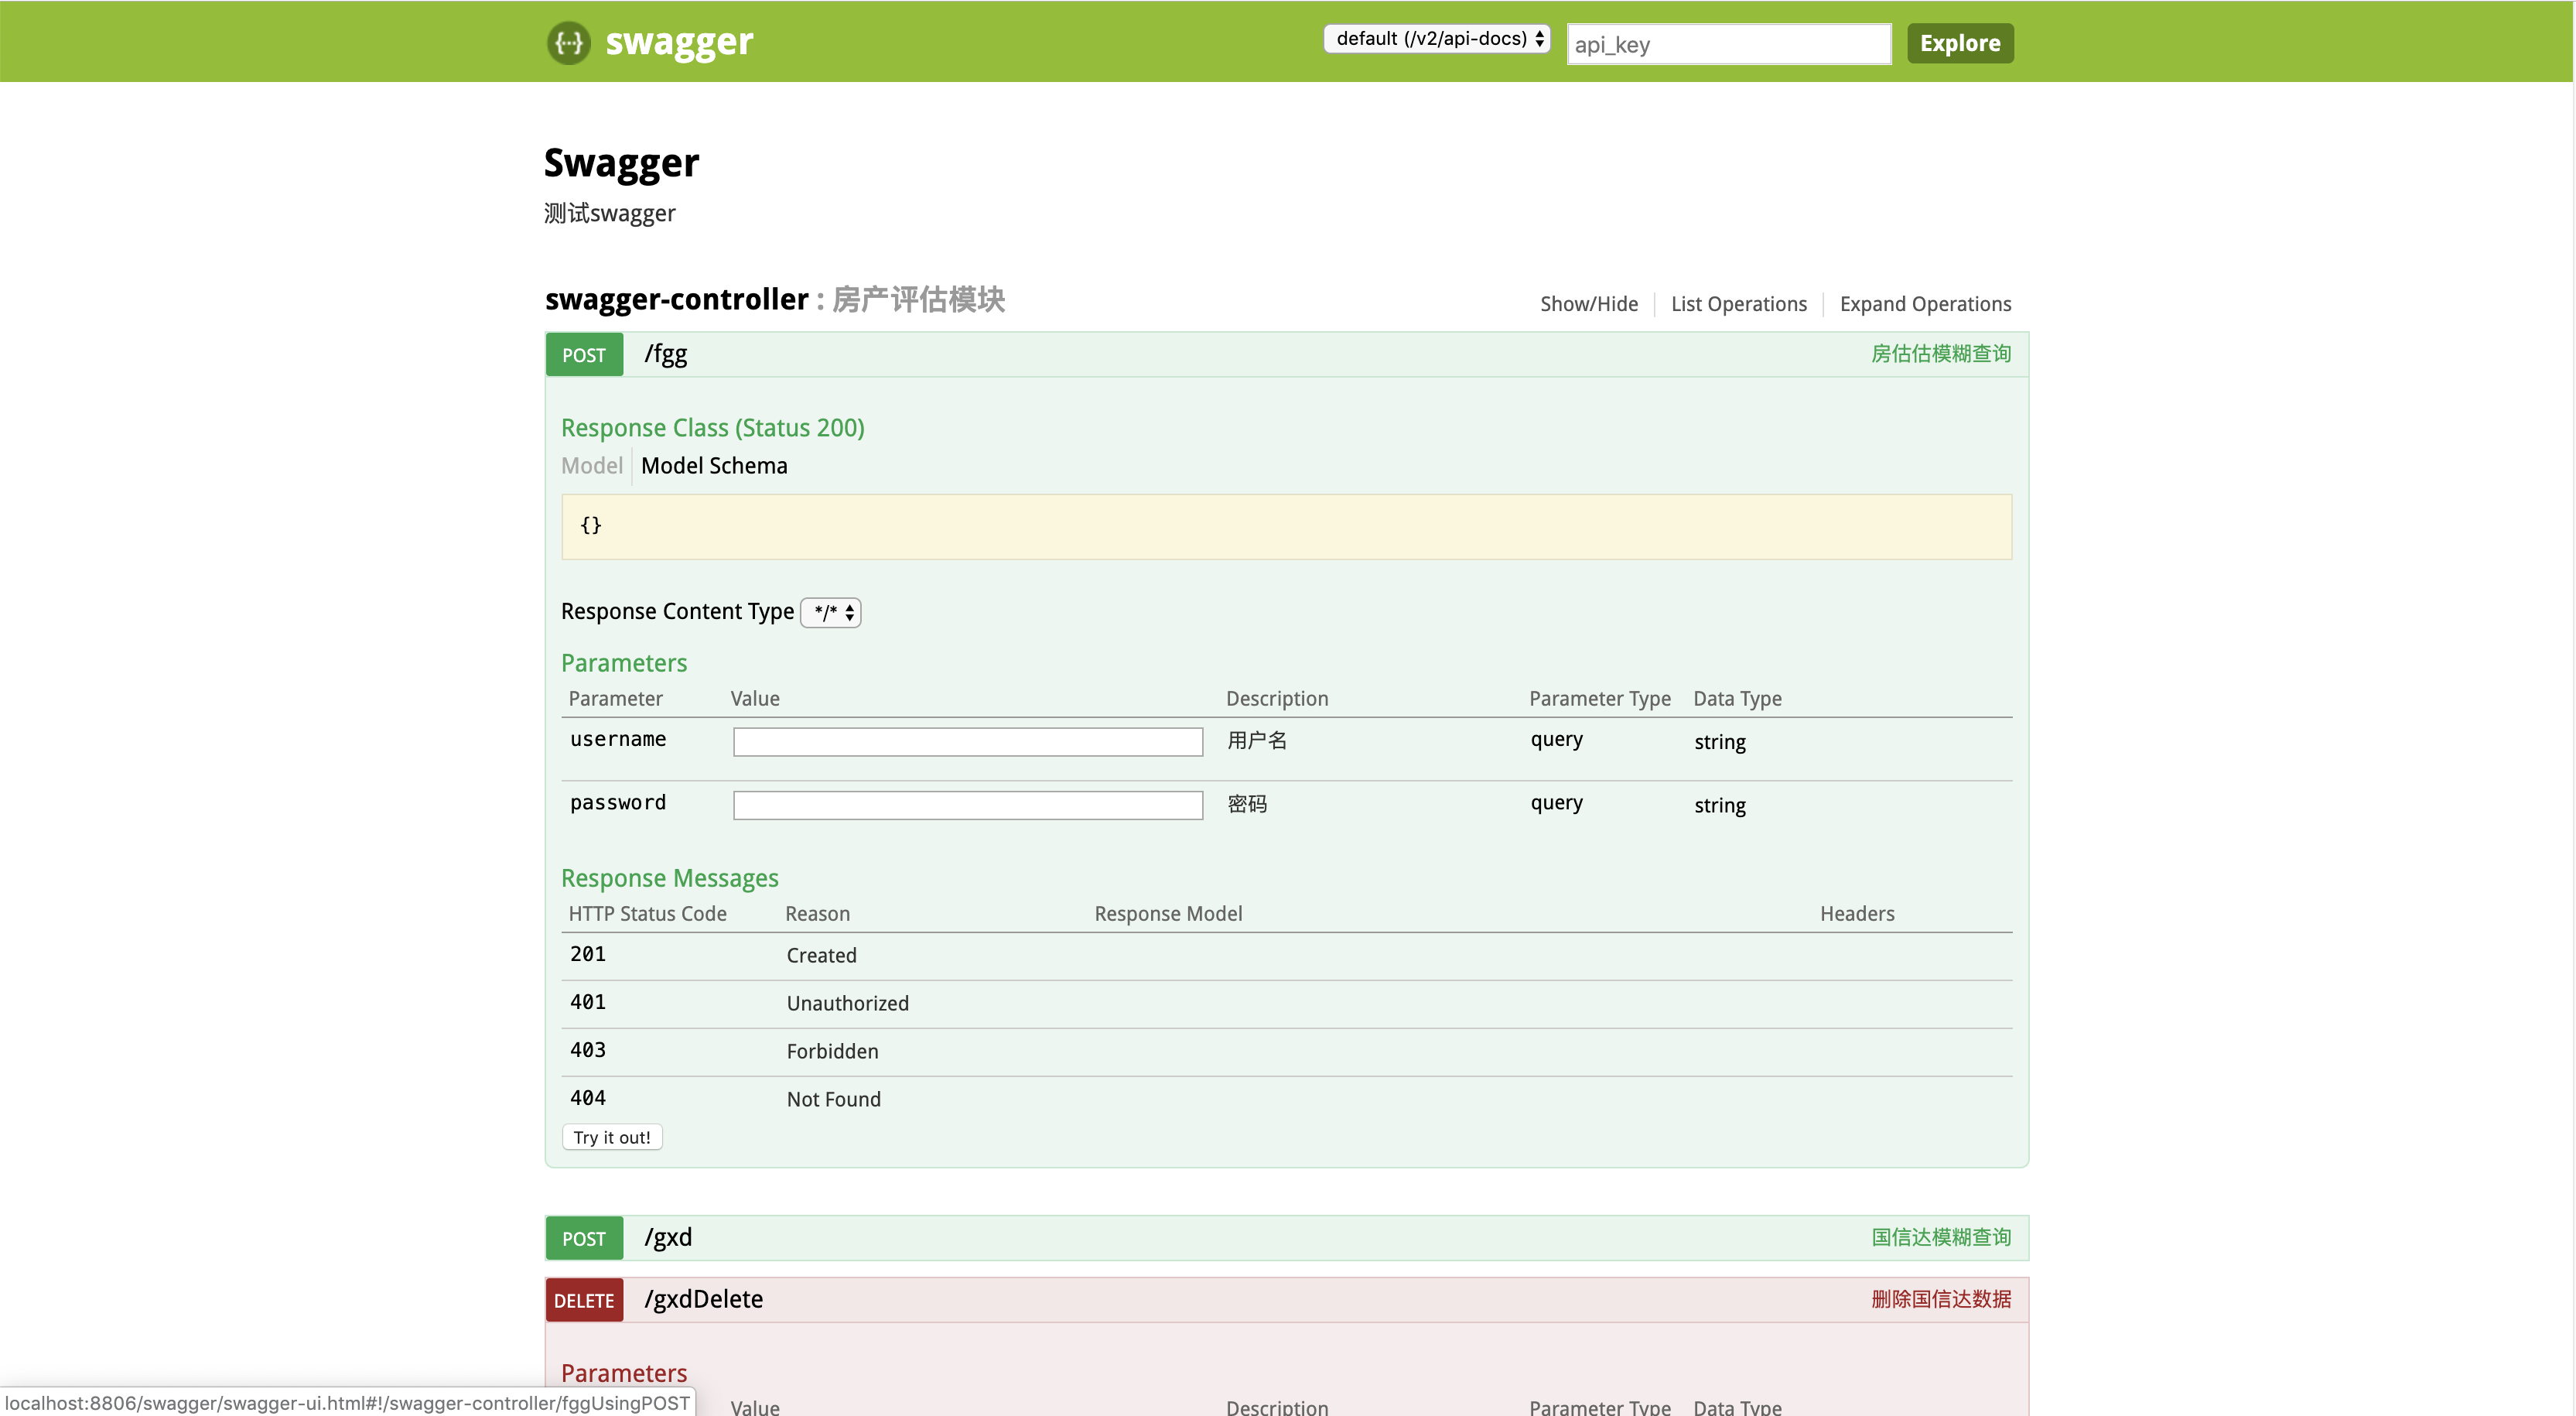 swagger default (/v2/api-docs) api_key Explore
Swagger
测试swagger
swagger-controller : 房产评估模块 Show/Hide List Operations Expand Operations
POST /fgg 房估估模糊查询
Response Class (Status 200)
Model Model Schema
{}
Response Content Type */*
Parameters
Parameter Value Description Parameter Type Data Type
username 用户名 query string
password 密码 query string
Response Messages
HTTP Status Code Reason Response Model Headers
201 Created
401 Unauthorized
403 Forbidden
404 Not Found
Try it out!
POST /gxd 国信达模糊查询
DELETE /gxdDelete 删除国信达数据
Parameters
Value Description Parameter Type Data Type
localhost:8806/swagger/swagger-ui.html#!/swagger-controller/fggUsingPOST